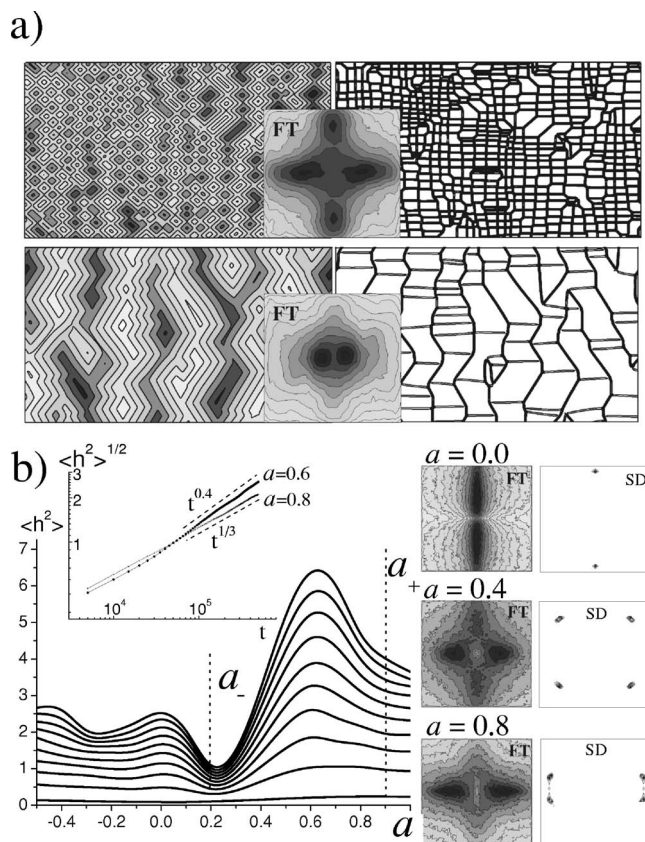 a)
FT
FT
b)
<h²>^1/2
3
2
1
a=0.6
a=0.8
t^0.4
t^1/3
10⁴
10⁵
t
<h²>
7
6
5
4
3
2
1
0
a₋
a₊
-0.4
-0.2
0.0
0.2
0.4
0.6
0.8
a
a = 0.0
FT
SD
a = 0.4
FT
SD
a = 0.8
FT
SD